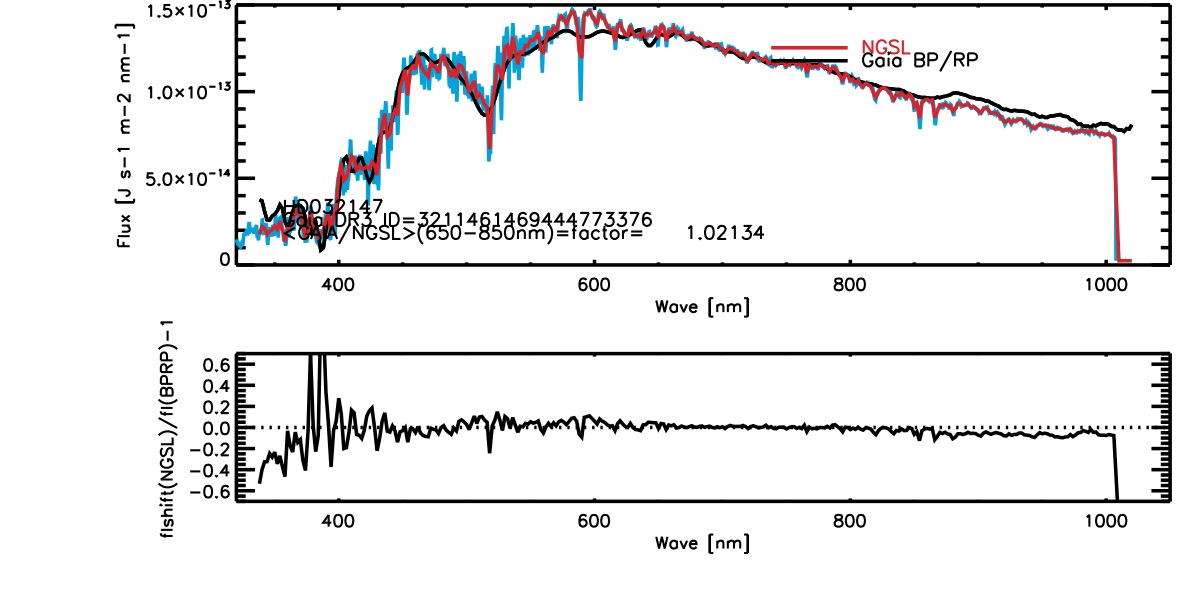 1.5×10−13
NGSL
Gaia BP/RP
1.0×10−13
5.0×10−14
0
Flux [J s−1 m−2 nm−1]
HD032147
Gaia DR3 ID=3211461469444773376
<GAIA/NGSL>(650−850nm)=factor= 1.02134
400 600 800 1000
Wave [nm]
flshift(NGSL)/fl(BPRP)−1
0.6
0.4
0.2
0.0
−0.2
−0.4
−0.6
400 600 800 1000
Wave [nm]